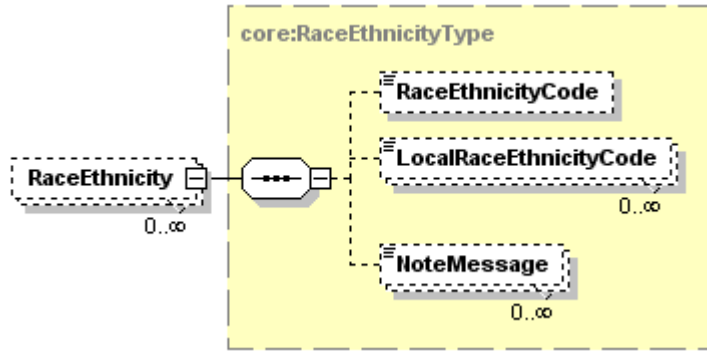 core:RaceEthnicityType
RaceEthnicityCode
LocalRaceEthnicityCode
0..∞
RaceEthnicity
0..∞
NoteMessage
0..∞